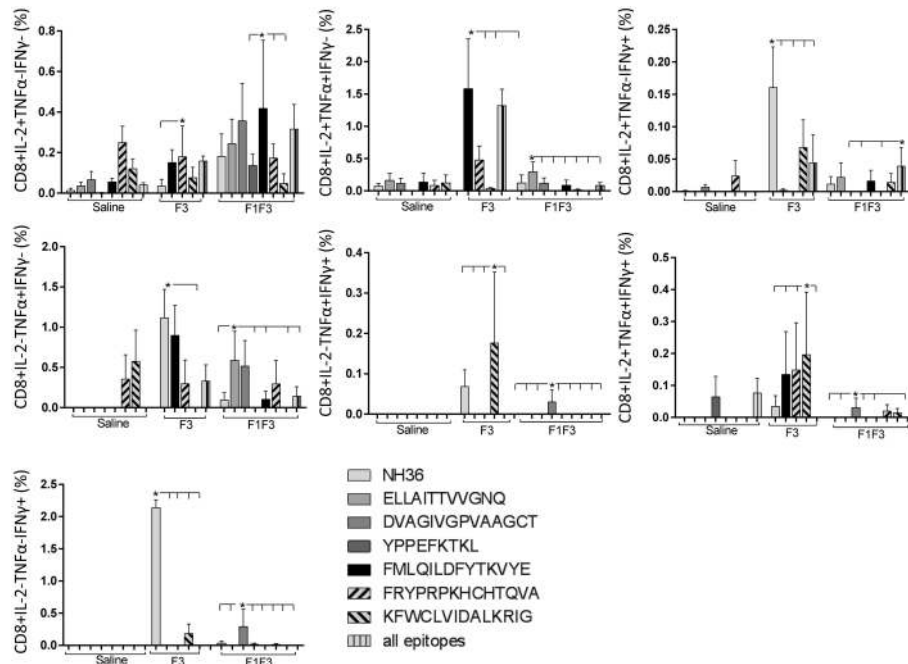 CD8+IL-2+TNFα-IFNγ- (%)
0.8
0.6
0.4
0.2
0.0
*
*
Saline
F3
F1F3
CD8+IL-2+TNFα+IFNγ- (%)
2.5
2.0
1.5
1.0
0.5
0.0
*
*
Saline
F3
F1F3
CD8+IL-2+TNFα-IFNγ+ (%)
0.25
0.20
0.15
0.10
0.05
0.00
*
*
Saline
F3
F1F3
CD8+IL-2-TNFα+IFNγ- (%)
2.0
1.5
1.0
0.5
0.0
*
*
Saline
F3
F1F3
CD8+IL-2-TNFα+IFNγ+ (%)
0.4
0.3
0.2
0.1
0.0
*
*
Saline
F3
F1F3
CD8+IL-2+TNFα+IFNγ+ (%)
0.5
0.4
0.3
0.2
0.1
0.0
*
*
Saline
F3
F1F3
CD8+IL-2-TNFα-IFNγ+ (%)
2.5
2.0
1.5
1.0
0.5
0.0
*
*
Saline
F3
F1F3
NH36
ELLAITTVVGNQ
DVAGIVGPVAAGCT
YPPEFKTKL
FMLQILDFYTKVYE
FRYPRPKHCHTQVA
KFWCLVIDALKRIG
all epitopes